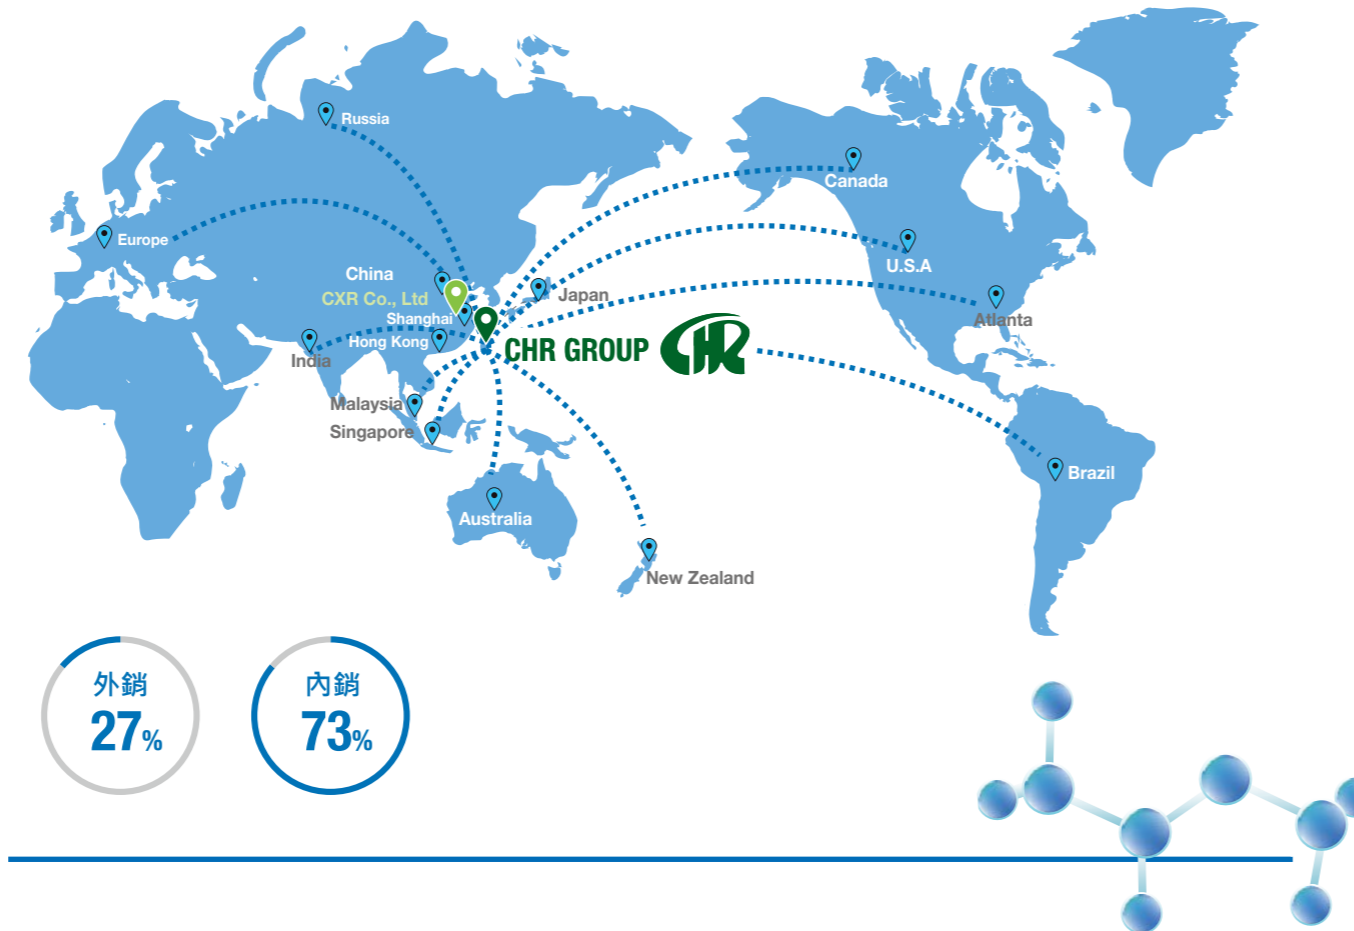 Russia
Canada
Europe
U.S.A
China
CXR Co., Ltd
Japan
Shanghai
Atlanta
Hong Kong
CHR GROUP CHR
India
Malaysia
Singapore
Brazil
Australia
New Zealand
外銷
27%
內銷
73%